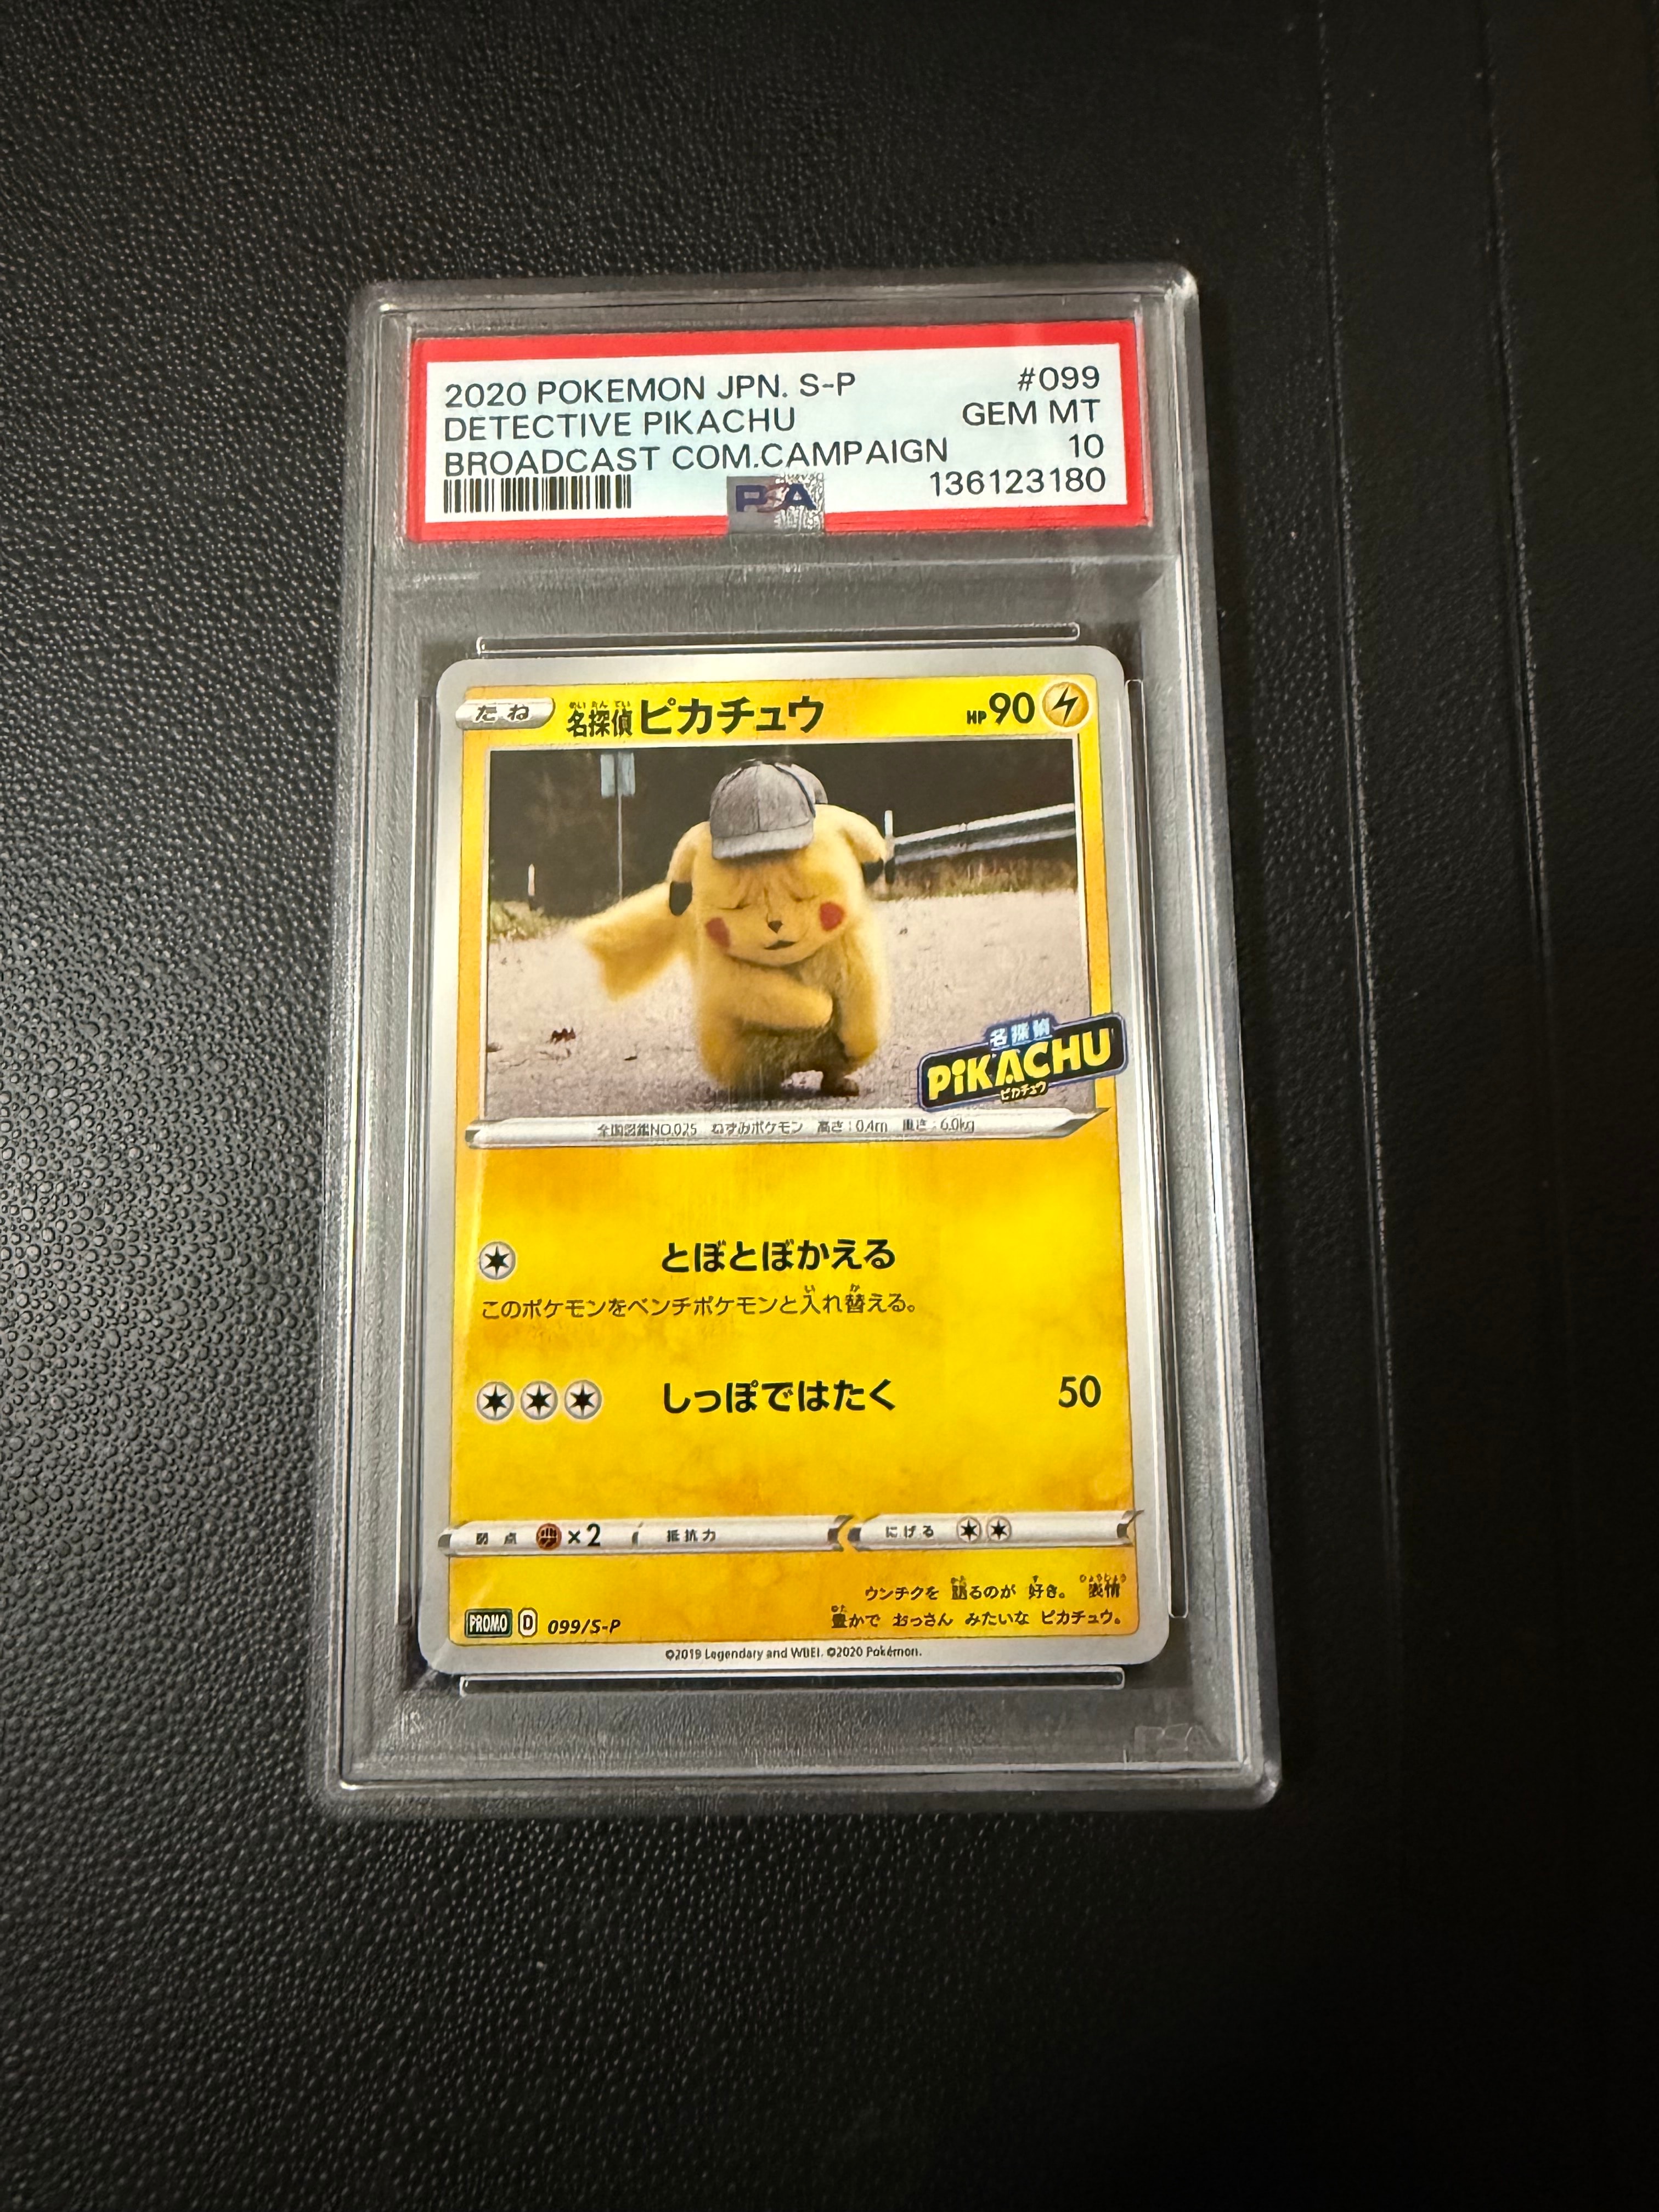 2020 POKEMON JPN. S-P #099
DETECTIVE PIKACHU GEM MT
BROADCAST COM.CAMPAIGN 10
136123180
PSA
たね 名探偵ピカチュウ HP90
めいたんてい
名探偵
PiKACHU
ピカチュウ
全国図鑑NO.025 ねずみポケモン 高さ:0.4m 重さ:6.0kg
とぼとぼかえる
このポケモンをベンチポケモンと入れ替える。
しっぽではたく 50
弱点 ×2 抵抗力 にげる
ウンチクを 語るのが 好き。 表情
豊かで おっさん みたいな ピカチュウ。
PROMO D 099/S-P
©2019 Legendary and WBEI. ©2020 Pokémon.
PSA